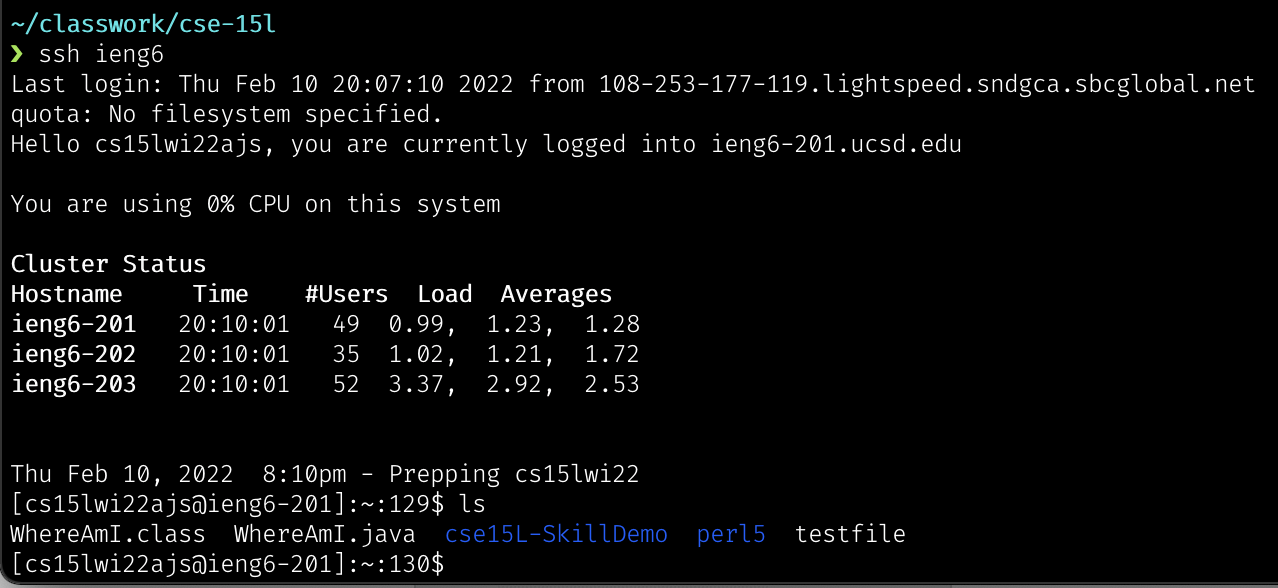 ~/classwork/cse-15l
❯ ssh ieng6
Last login: Thu Feb 10 20:07:10 2022 from 108-253-177-119.lightspeed.sndgca.sbcglobal.net
quota: No filesystem specified.
Hello cs15lwi22ajs, you are currently logged into ieng6-201.ucsd.edu
You are using 0% CPU on this system
Cluster Status
Hostname     Time    #Users  Load  Averages
ieng6-201   20:10:01   49  0.99,  1.23,  1.28
ieng6-202   20:10:01   35  1.02,  1.21,  1.72
ieng6-203   20:10:01   52  3.37,  2.92,  2.53
Thu Feb 10, 2022  8:10pm - Prepping cs15lwi22
[cs15lwi22ajs@ieng6-201]:~:129$ ls
WhereAmI.class  WhereAmI.java  cse15L-SkillDemo  perl5  testfile
[cs15lwi22ajs@ieng6-201]:~:130$